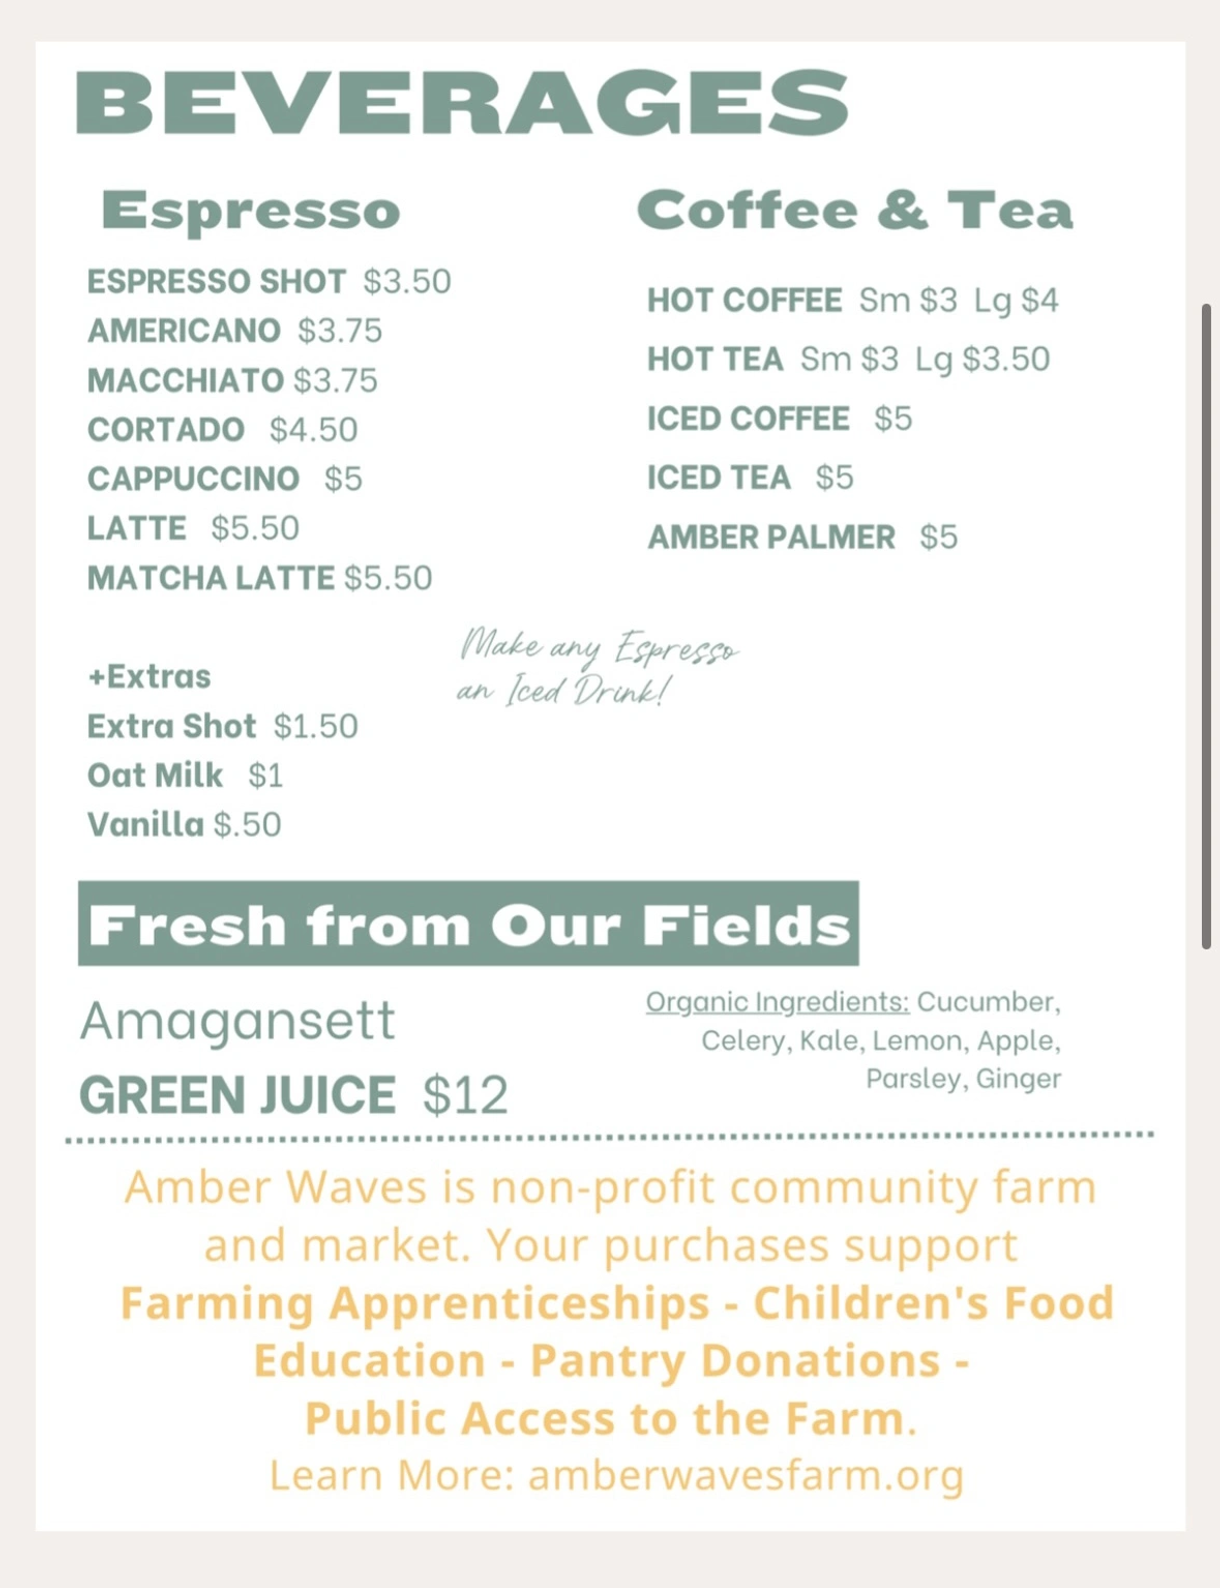 BEVERAGES
Espresso
ESPRESSO SHOT $3.50
AMERICANO $3.75
MACCHIATO $3.75
CORTADO $4.50
CAPPUCCINO $5
LATTE $5.50
MATCHA LATTE $5.50
+Extras
Extra Shot $1.50
Oat Milk $1
Vanilla $.50
Make any Espresso
an Iced Drink!
Coffee & Tea
HOT COFFEE Sm $3 Lg $4
HOT TEA Sm $3 Lg $3.50
ICED COFFEE $5
ICED TEA $5
AMBER PALMER $5
Fresh from Our Fields
Amagansett
GREEN JUICE $12
Organic Ingredients: Cucumber,
Celery, Kale, Lemon, Apple,
Parsley, Ginger
Amber Waves is non-profit community farm
and market. Your purchases support
Farming Apprenticeships - Children's Food
Education - Pantry Donations -
Public Access to the Farm.
Learn More: amberwavesfarm.org